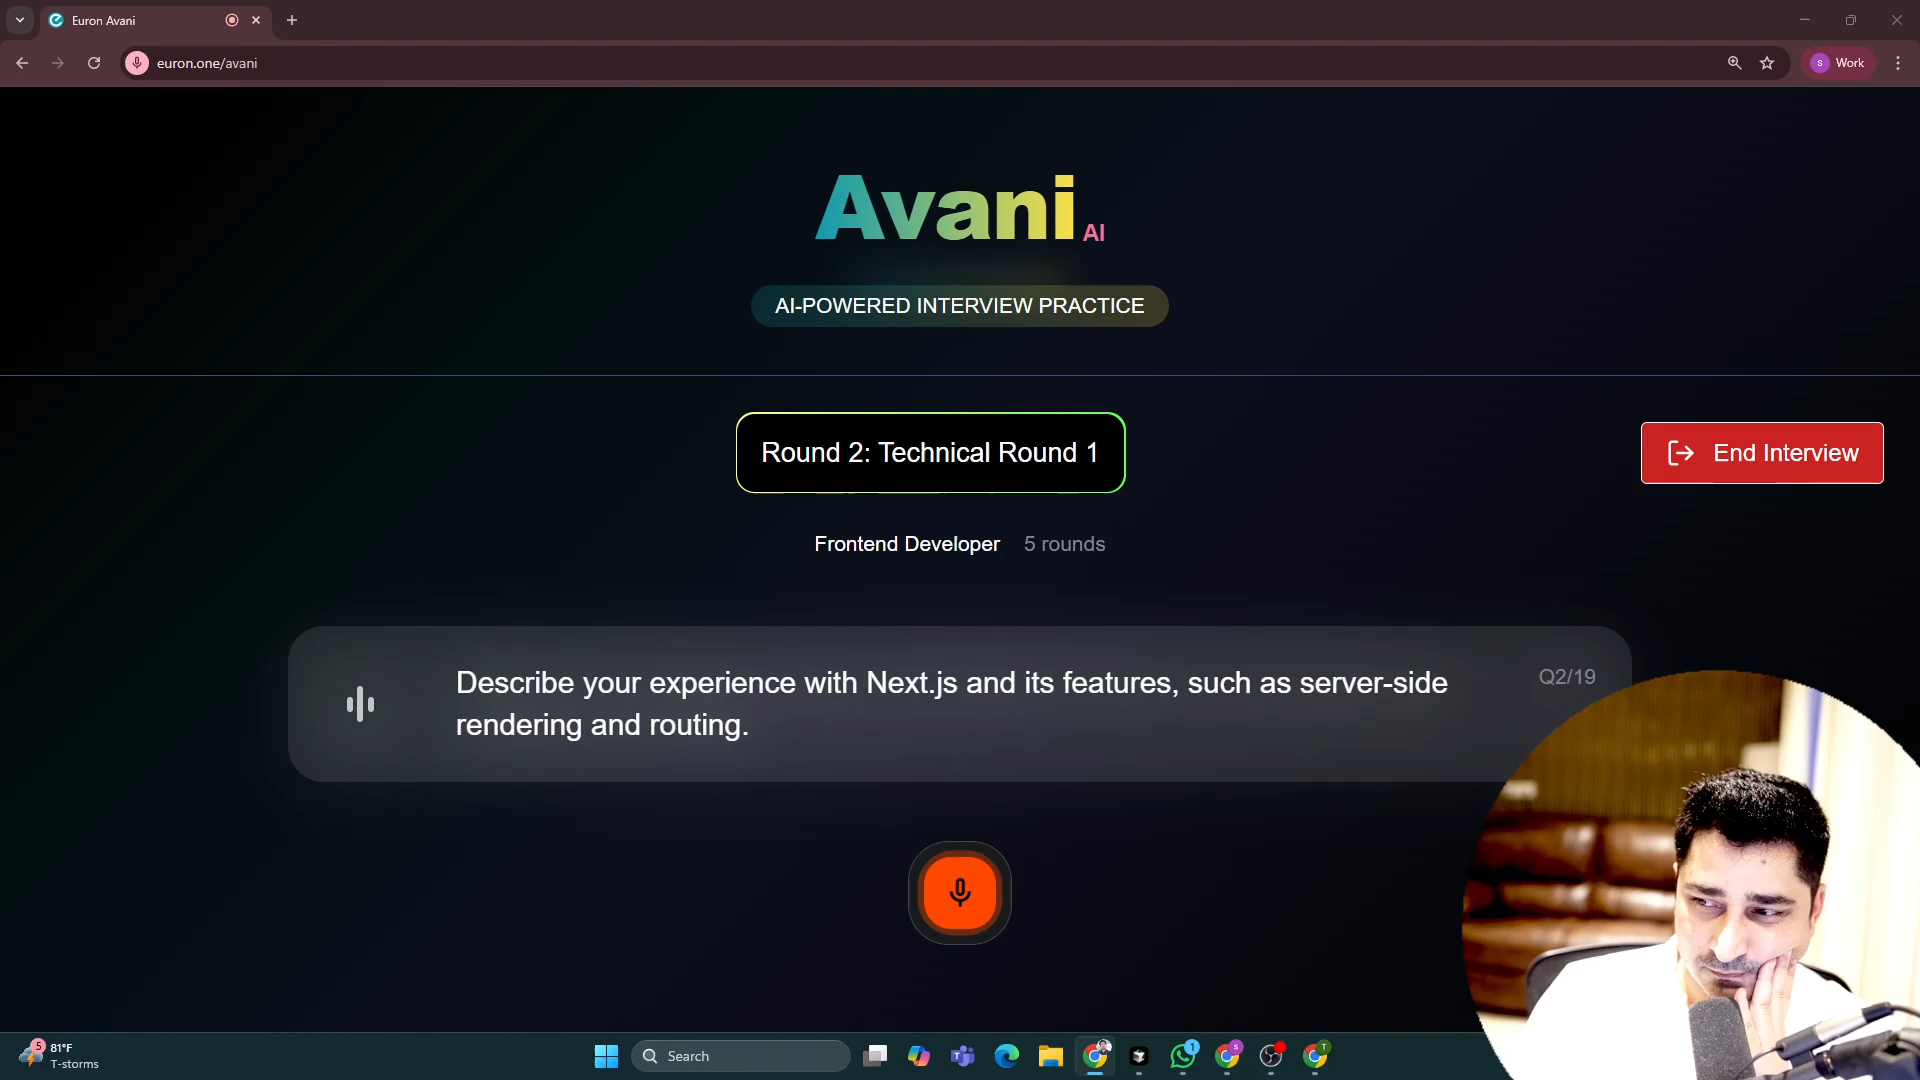 Euron Avani
euron.one/avani
S Work
Avani AI
AI-POWERED INTERVIEW PRACTICE
Round 2: Technical Round 1
End Interview
Frontend Developer 5 rounds
Describe your experience with Next.js and its features, such as server-side
rendering and routing.
Q2/19
5
81°F
T-storms
Search
1
S
T